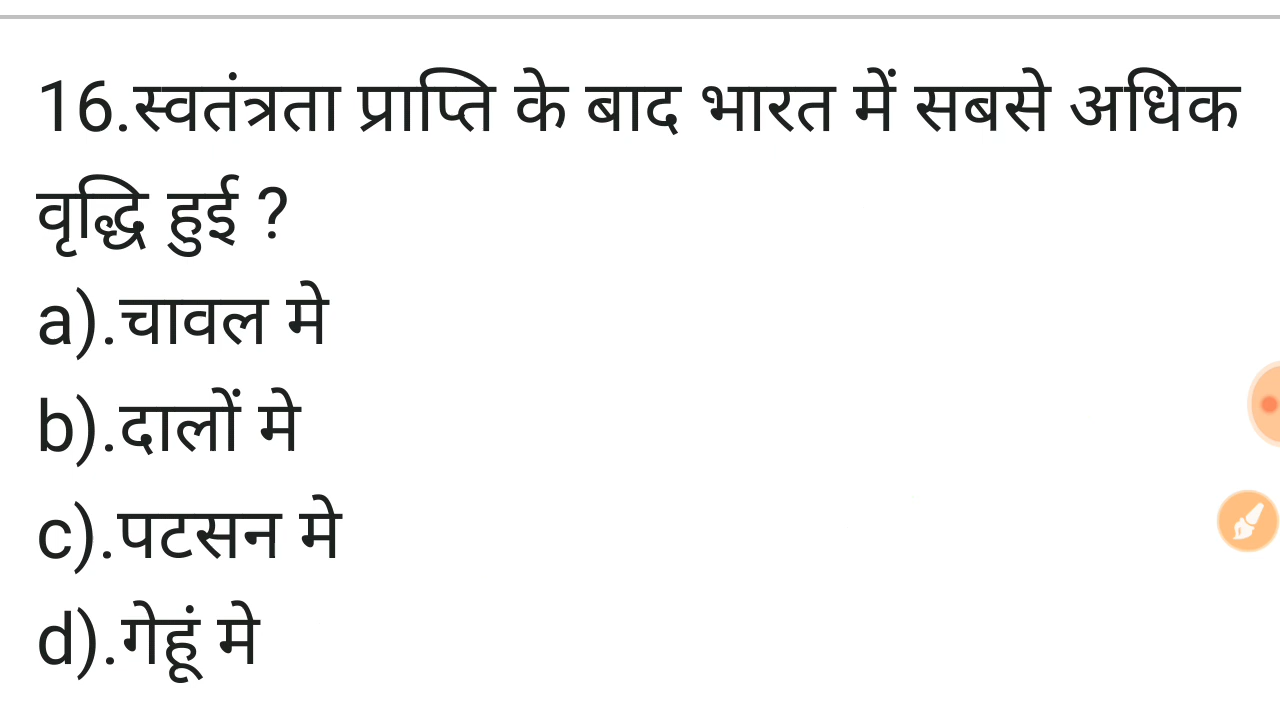 16.स्वतंत्रता प्राप्ति के बाद भारत में सबसे अधिक
वृद्धि हुई ?
a).चावल मे
b).दालों मे
c).पटसन मे
d).गेहूं मे